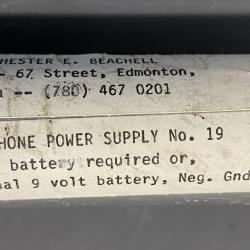 HESTER E. BEACHELL
67 Street, Edmonton,
a -- (780) 467 0201
HONE POWER SUPPLY No. 19
battery required or,
al 9 volt battery, Neg. Gnd